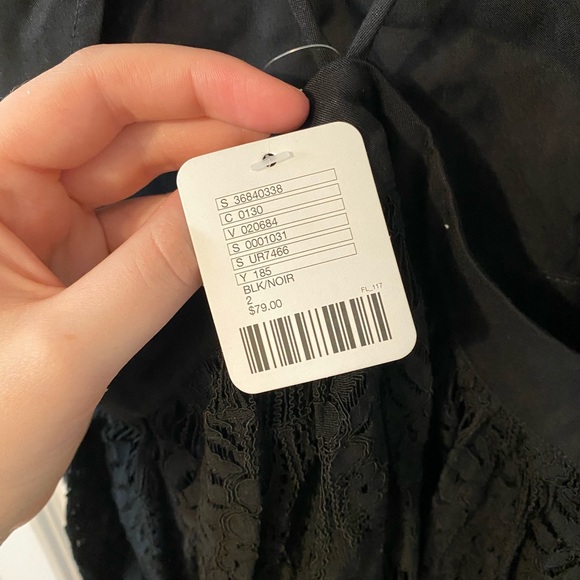 S 36840338
C 0130
V 020684
S 0001031
S UR7466
Y 185
BLK/NOIR
2
$79.00
FL_117